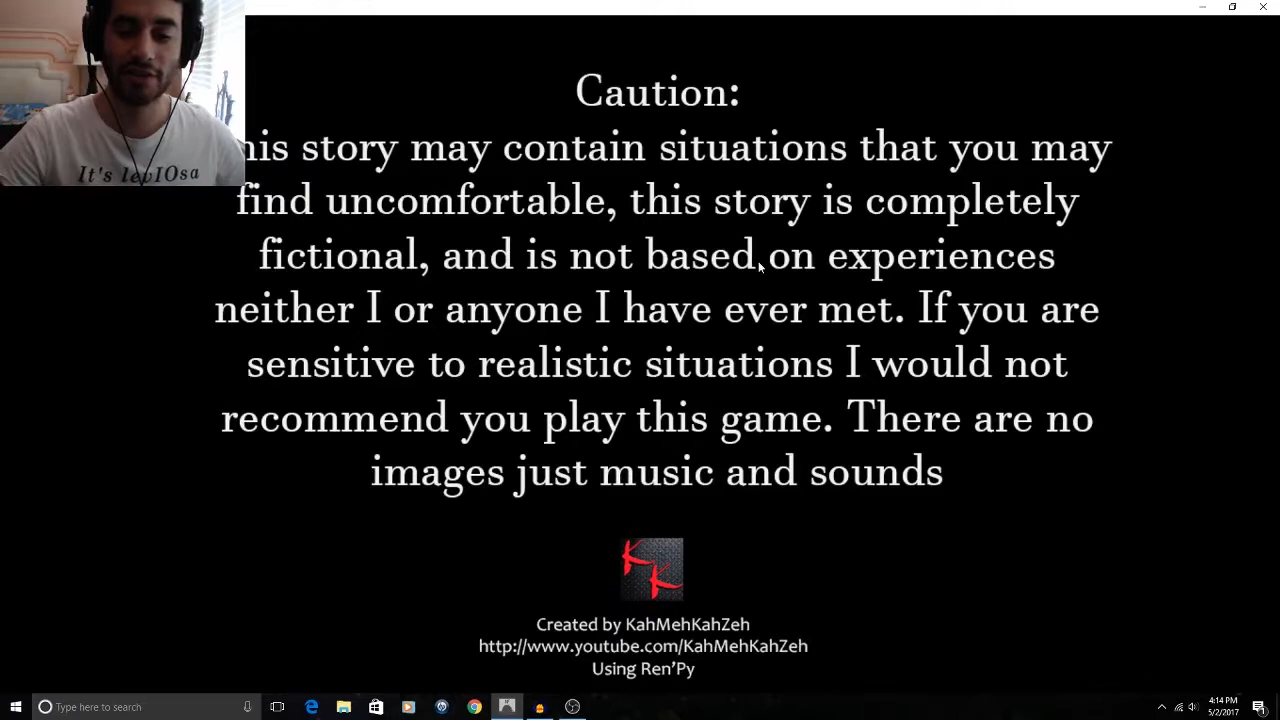 Caution:
his story may contain situations that you may
find uncomfortable, this story is completely
fictional, and is not based on experiences
neither I or anyone I have ever met. If you are
sensitive to realistic situations I would not
recommend you play this game. There are no
images just music and sounds
It's levIOsa
KK
Created by KahMehKahZeh
http://www.youtube.com/KahMehKahZeh
Using Ren'Py
Type here to search
4:14 PM
5/2/2017